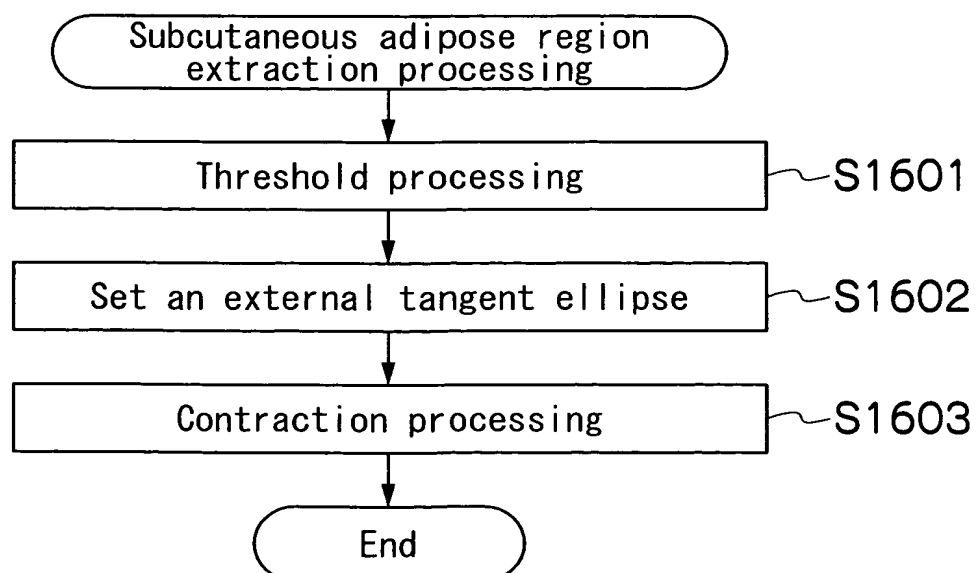 Subcutaneous adipose region
extraction processing
Threshold processing
S1601
Set an external tangent ellipse
S1602
Contraction processing
S1603
End